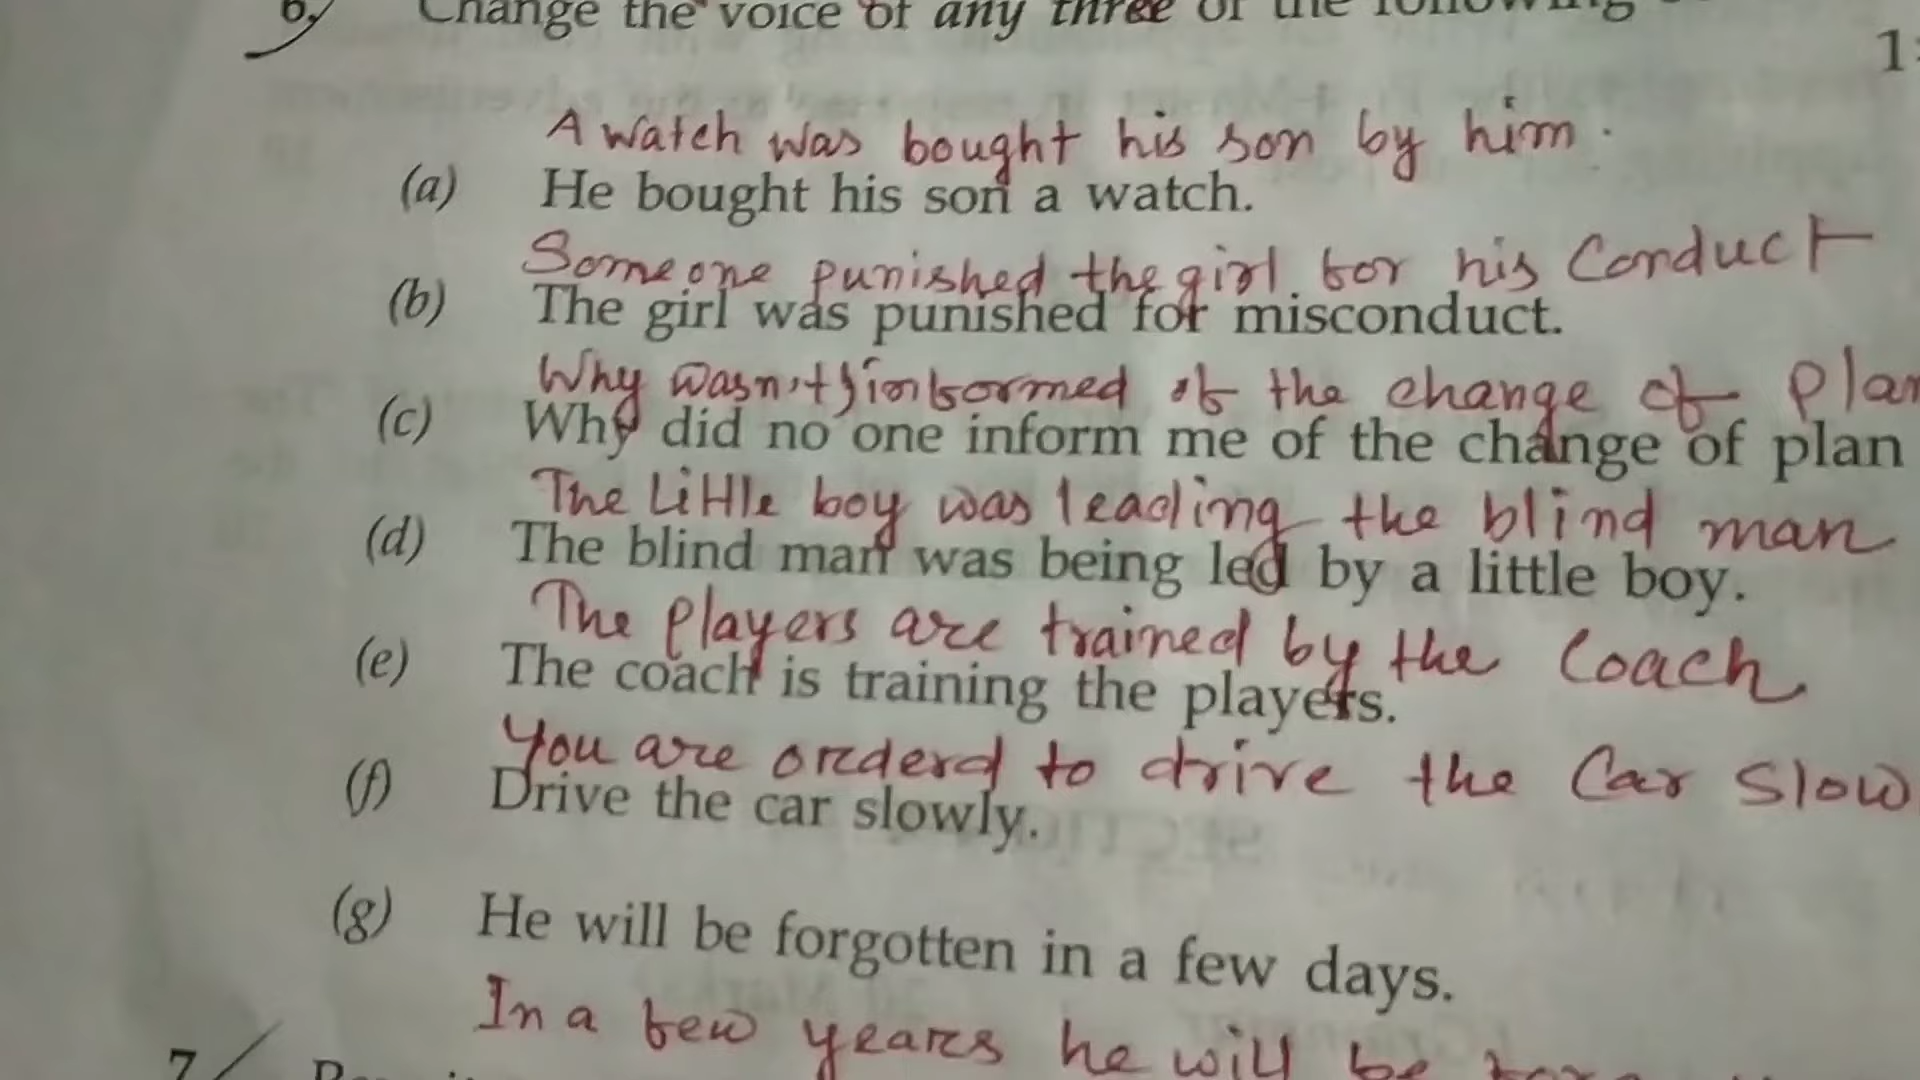 6. Change the voice of any three of the following
1
A watch was bought his son by him.
(a) He bought his son a watch.
Someone punished the girl for his Conduct
(b) The girl was punished for misconduct.
Why wasn't I informed of the change of Plan
(c) Why did no one inform me of the change of plan
The Little boy was leading the blind man
(d) The blind man was being led by a little boy.
The Players are trained by the Coach
(e) The coach is training the players.
You are orderd to drive the Car Slow
(f) Drive the car slowly.
(g) He will be forgotten in a few days.
In a few years he will be
7